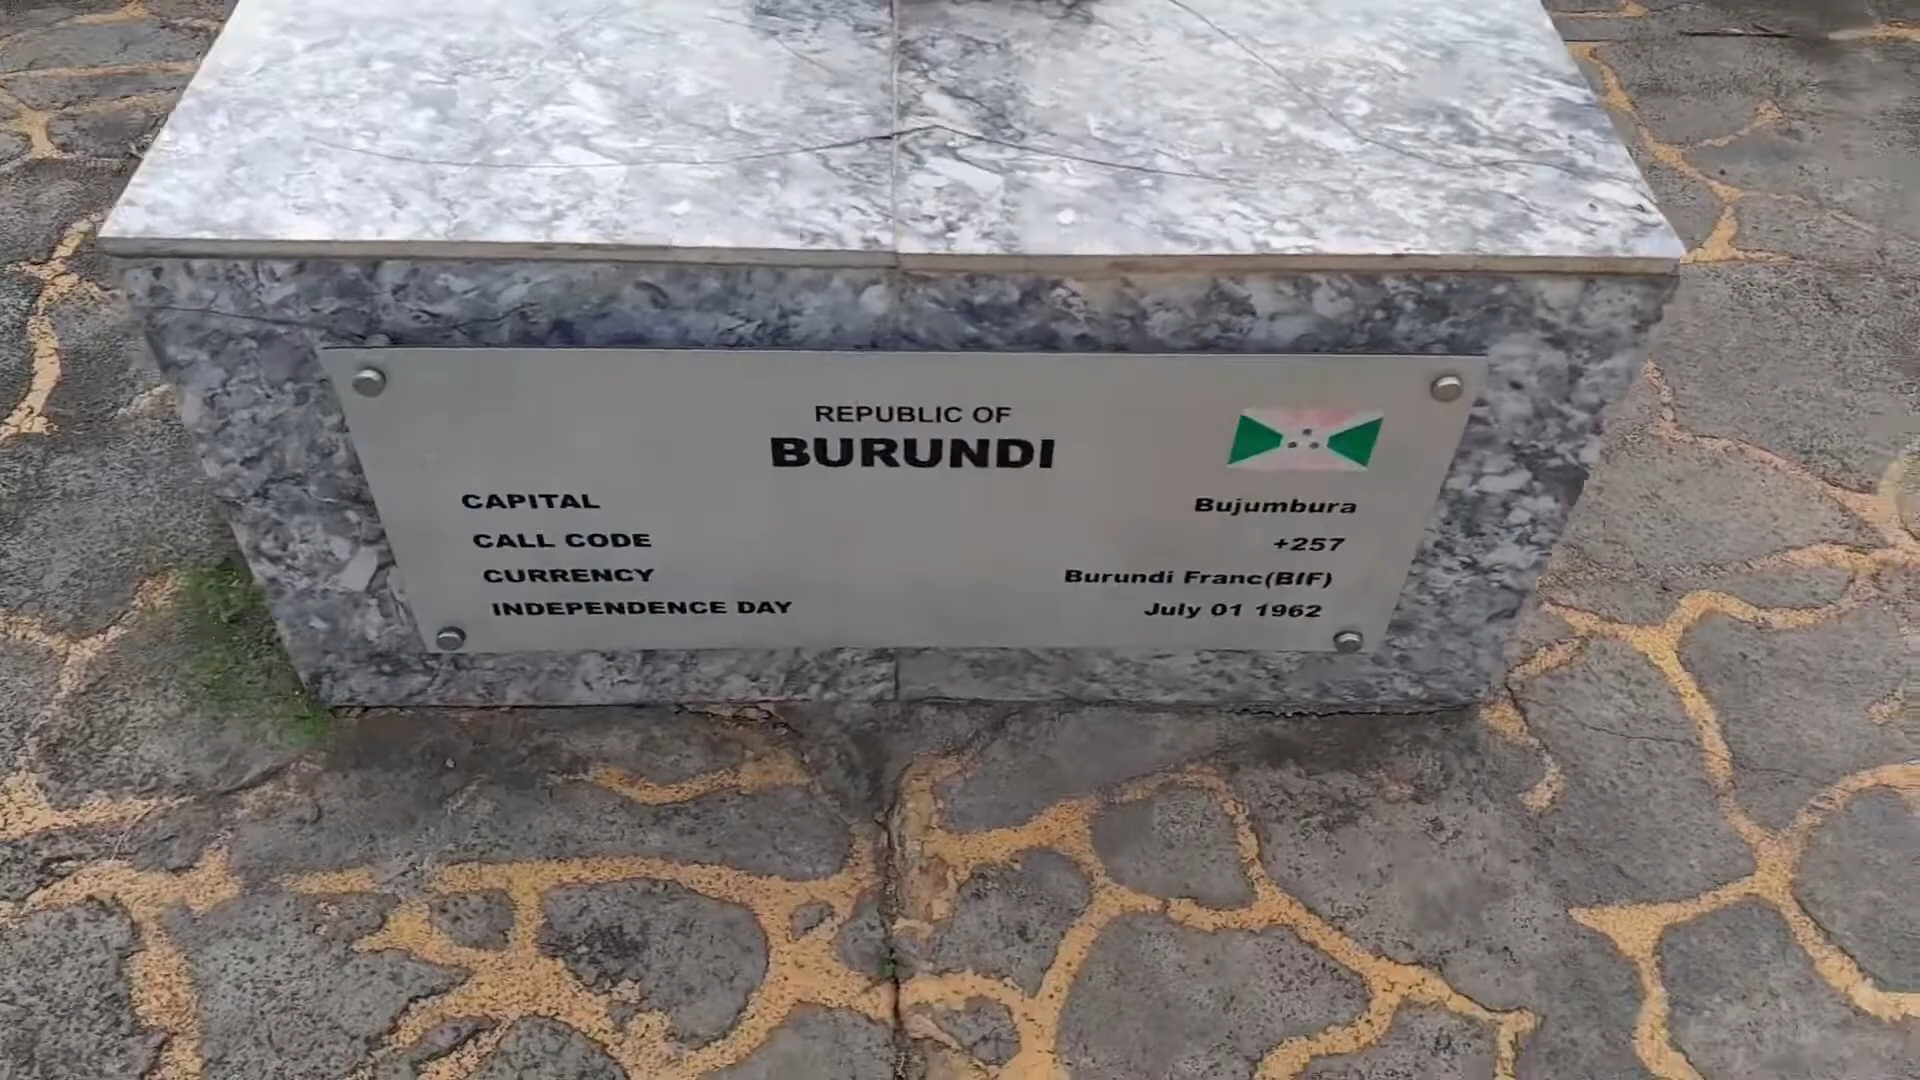 REPUBLIC OF
BURUNDI
CAPITAL Bujumbura
CALL CODE +257
CURRENCY Burundi Franc(BIF)
INDEPENDENCE DAY July 01 1962